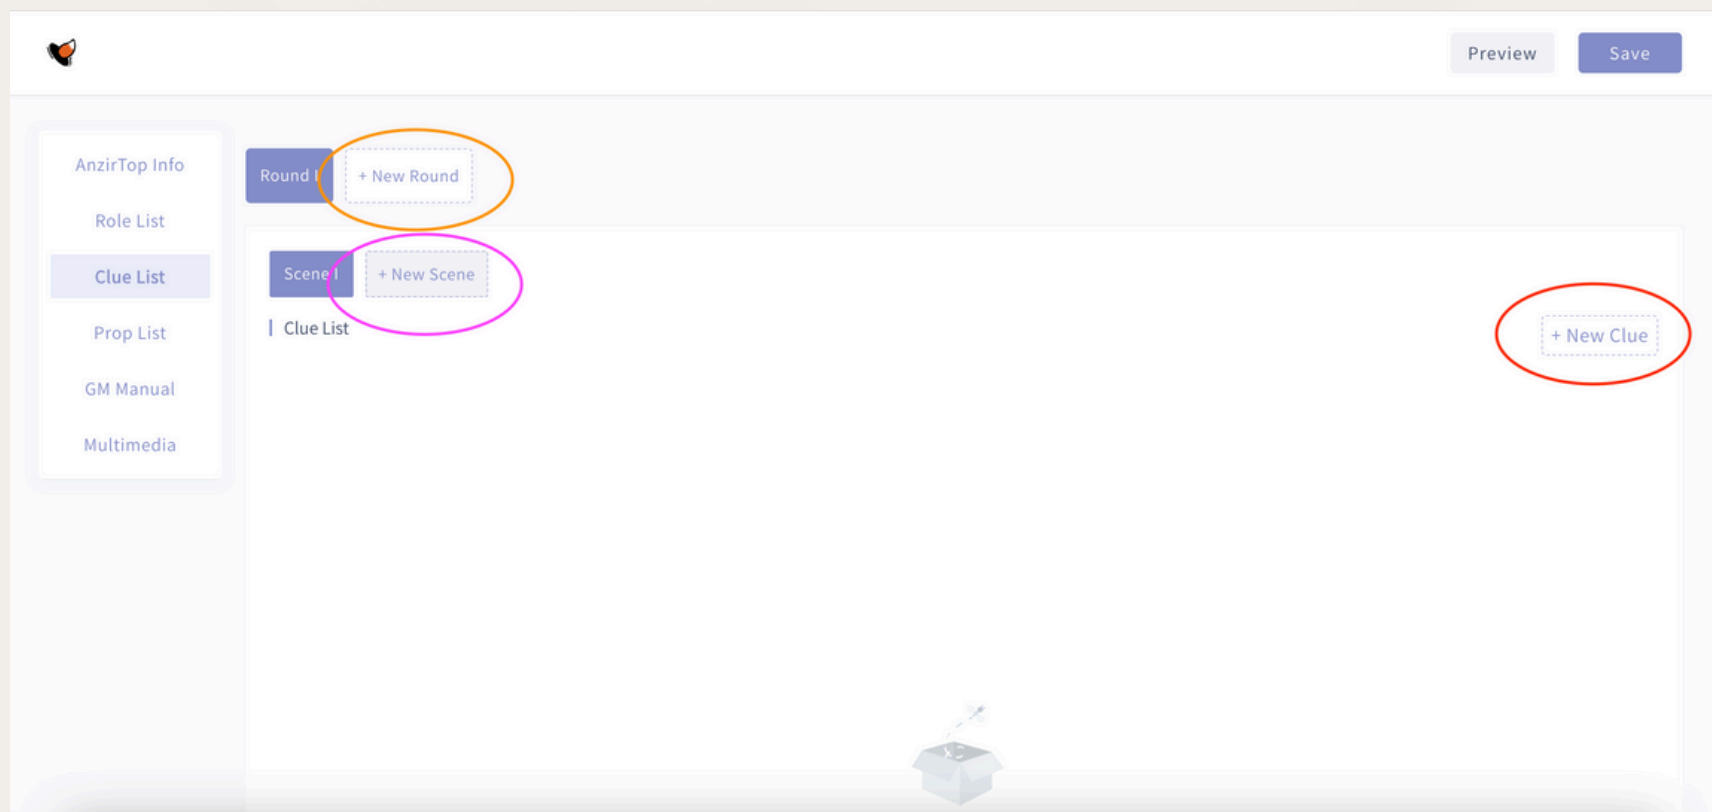 Preview
Save
AnzirTop Info
Role List
Clue List
Prop List
GM Manual
Multimedia
Round I
+ New Round
Scene I
+ New Scene
Clue List
+ New Clue